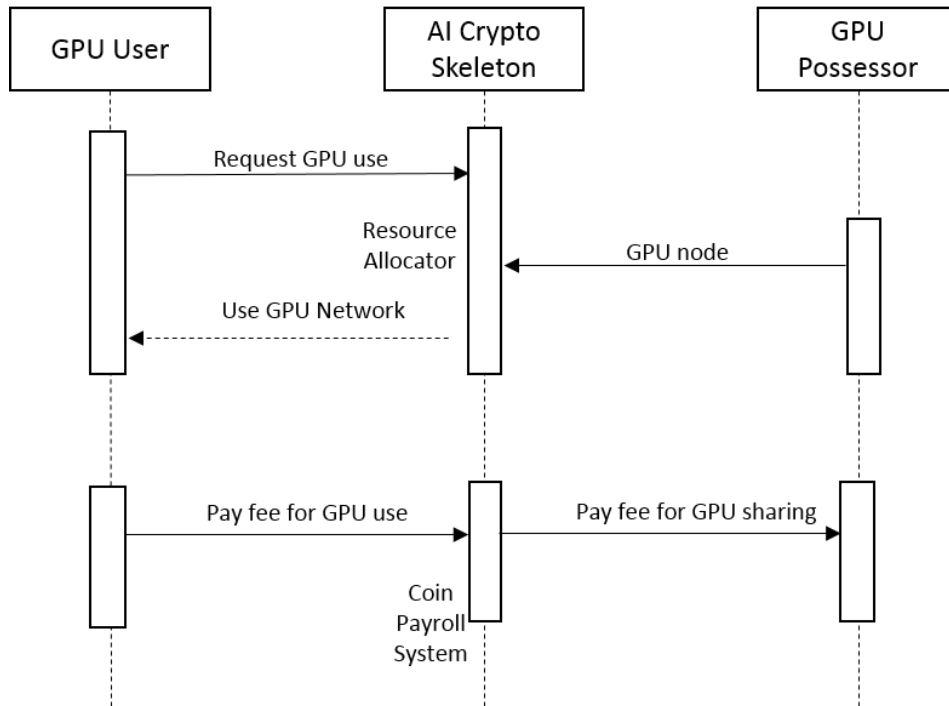 GPU User
AI Crypto
Skeleton
GPU
Possessor
Request GPU use
Resource
Allocator
GPU node
Use GPU Network
Pay fee for GPU use
Pay fee for GPU sharing
Coin
Payroll
System